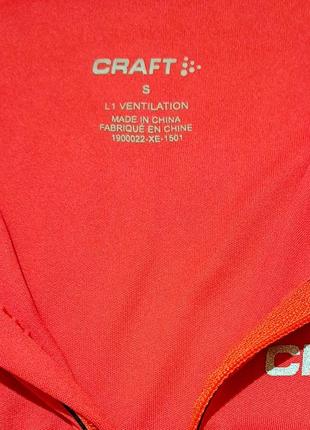 CRAFT
S
L1 VENTILATION
MADE IN CHINA
FABRIQUÉ EN CHINE
1900022-XE-1501